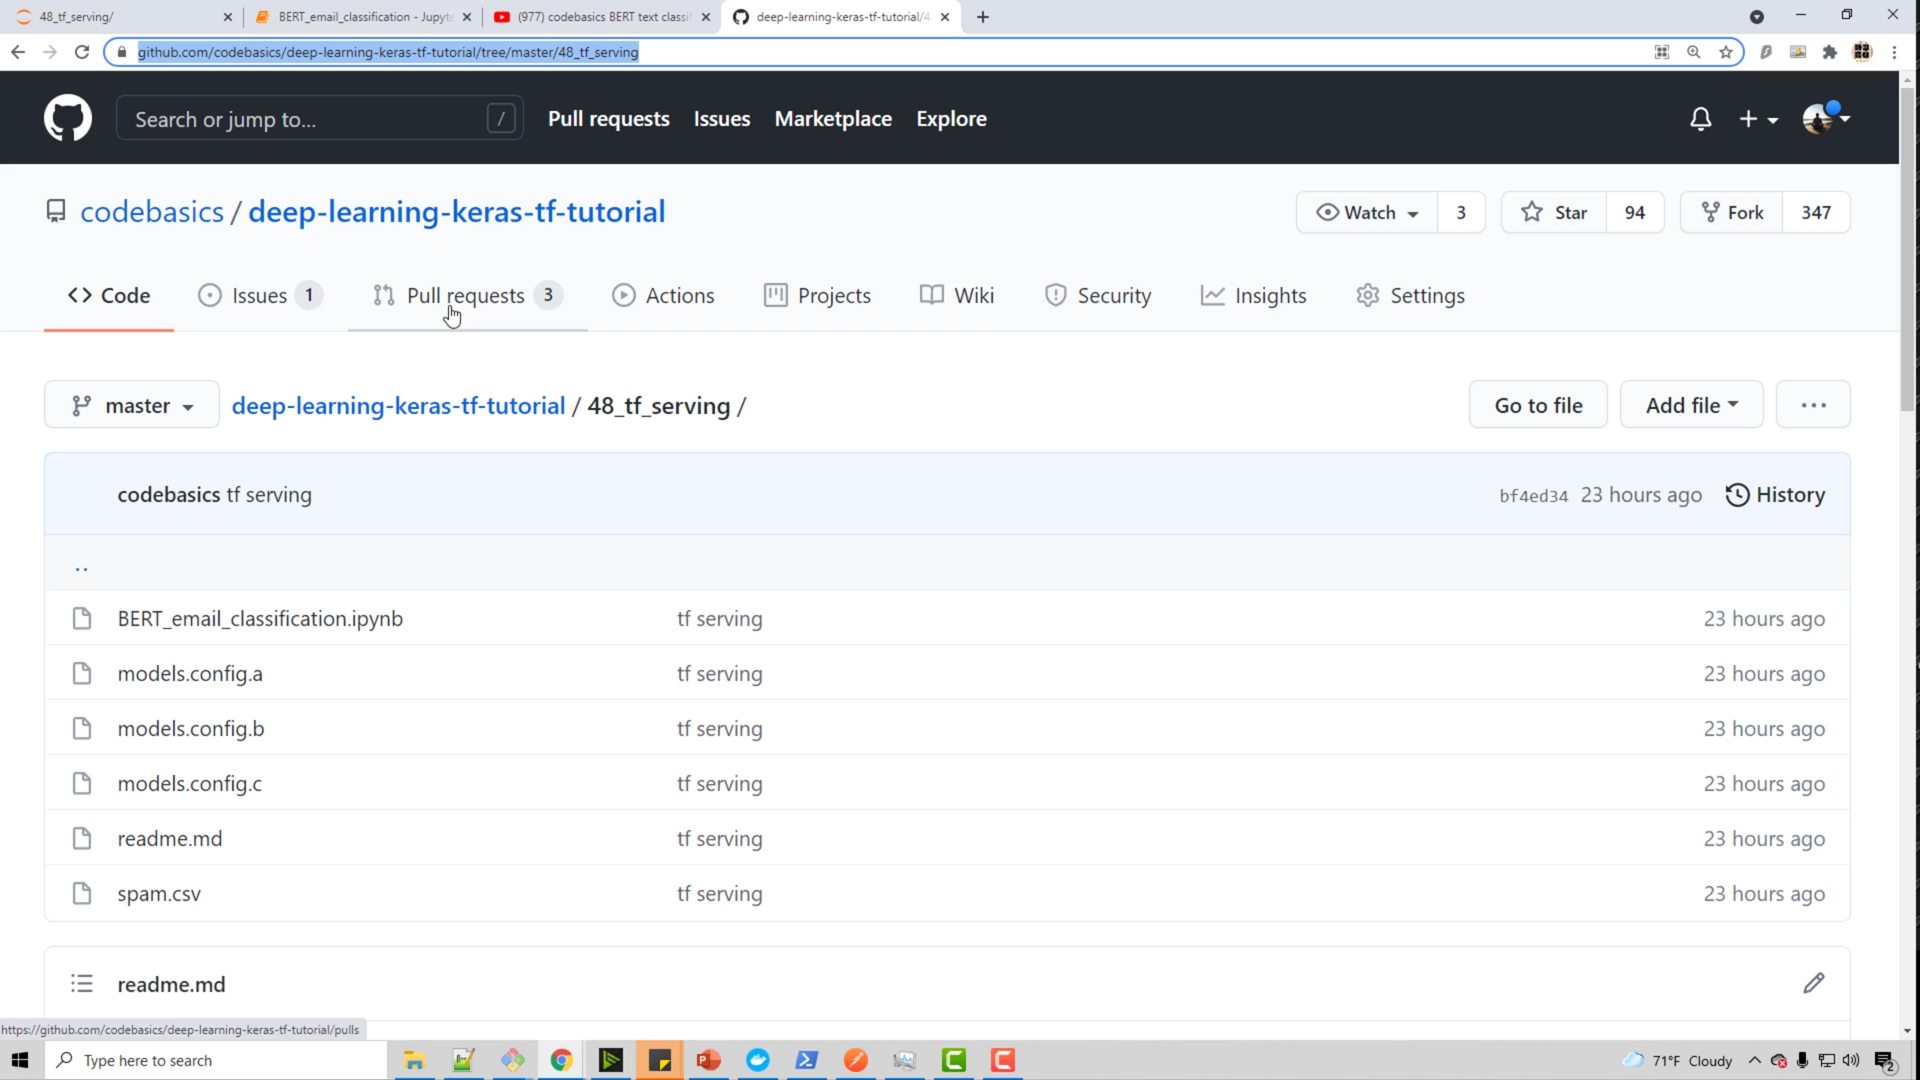 48_tf_serving/
BERT_email_classification - Jupyt
(977) codebasics BERT text classif
deep-learning-keras-tf-tutorial/4
github.com/codebasics/deep-learning-keras-tf-tutorial/tree/master/48_tf_serving
Search or jump to...
/
Pull requests
Issues
Marketplace
Explore
codebasics / deep-learning-keras-tf-tutorial
Watch 3
Star 94
Fork 347
Code
Issues 1
Pull requests 3
Actions
Projects
Wiki
Security
Insights
Settings
master
deep-learning-keras-tf-tutorial / 48_tf_serving /
Go to file
Add file
codebasics tf serving
bf4ed34 23 hours ago
History
..
BERT_email_classification.ipynb tf serving 23 hours ago
models.config.a tf serving 23 hours ago
models.config.b tf serving 23 hours ago
models.config.c tf serving 23 hours ago
readme.md tf serving 23 hours ago
spam.csv tf serving 23 hours ago
readme.md
https://github.com/codebasics/deep-learning-keras-tf-tutorial/pulls
Type here to search
71°F Cloudy
2